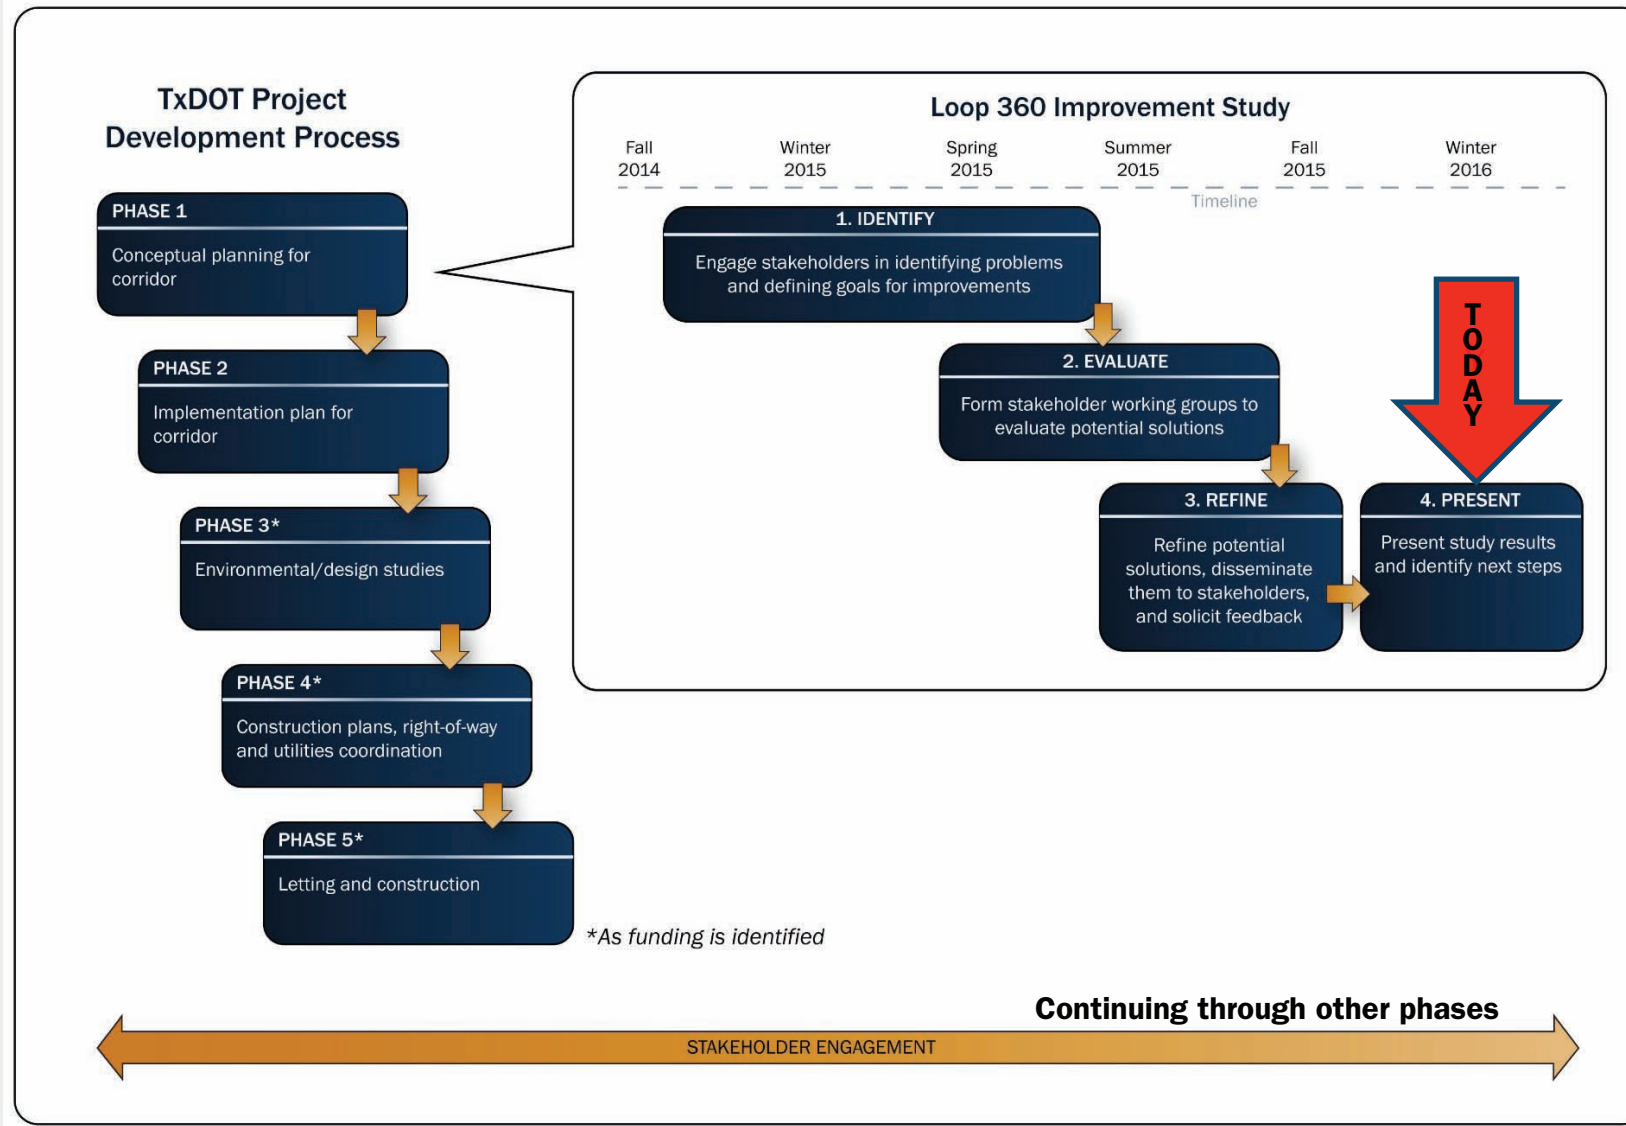 TxDOT Project
Development Process
PHASE 1
Conceptual planning for
corridor
PHASE 2
Implementation plan for
corridor
PHASE 3*
Environmental/design studies
PHASE 4*
Construction plans, right-of-way
and utilities coordination
PHASE 5*
Letting and construction
*As funding is identified
Loop 360 Improvement Study
Fall
2014
Winter
2015
Spring
2015
Summer
2015
Fall
2015
Winter
2016
Timeline
1. IDENTIFY
Engage stakeholders in identifying problems
and defining goals for improvements
2. EVALUATE
Form stakeholder working groups to
evaluate potential solutions
3. REFINE
Refine potential
solutions, disseminate
them to stakeholders,
and solicit feedback
TODAY
4. PRESENT
Present study results
and identify next steps
Continuing through other phases
STAKEHOLDER ENGAGEMENT